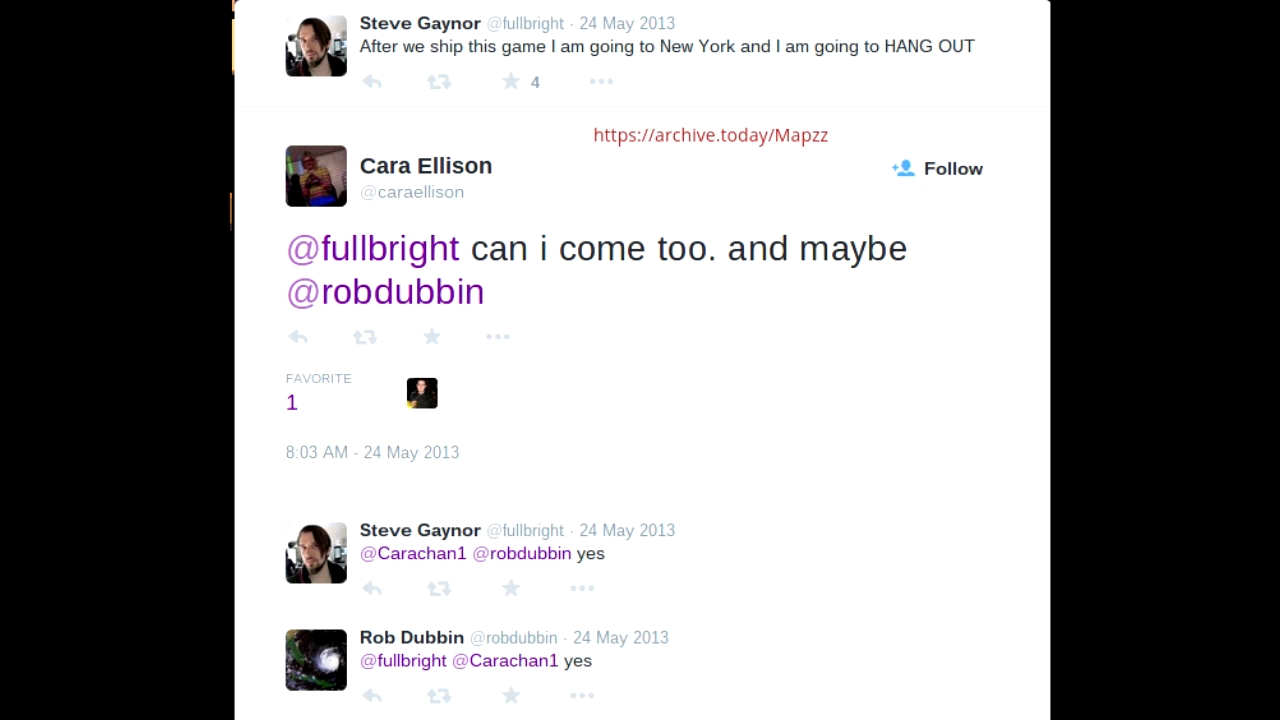 Steve Gaynor @fullbright · 24 May 2013
After we ship this game I am going to New York and I am going to HANG OUT
4
https://archive.today/Mapzz
Cara Ellison
Follow
@caraellison
@fullbright can i come too. and maybe
@robdubbin
FAVORITE
1
8:03 AM - 24 May 2013
Steve Gaynor @fullbright · 24 May 2013
@Carachan1 @robdubbin yes
Rob Dubbin @robdubbin · 24 May 2013
@fullbright @Carachan1 yes